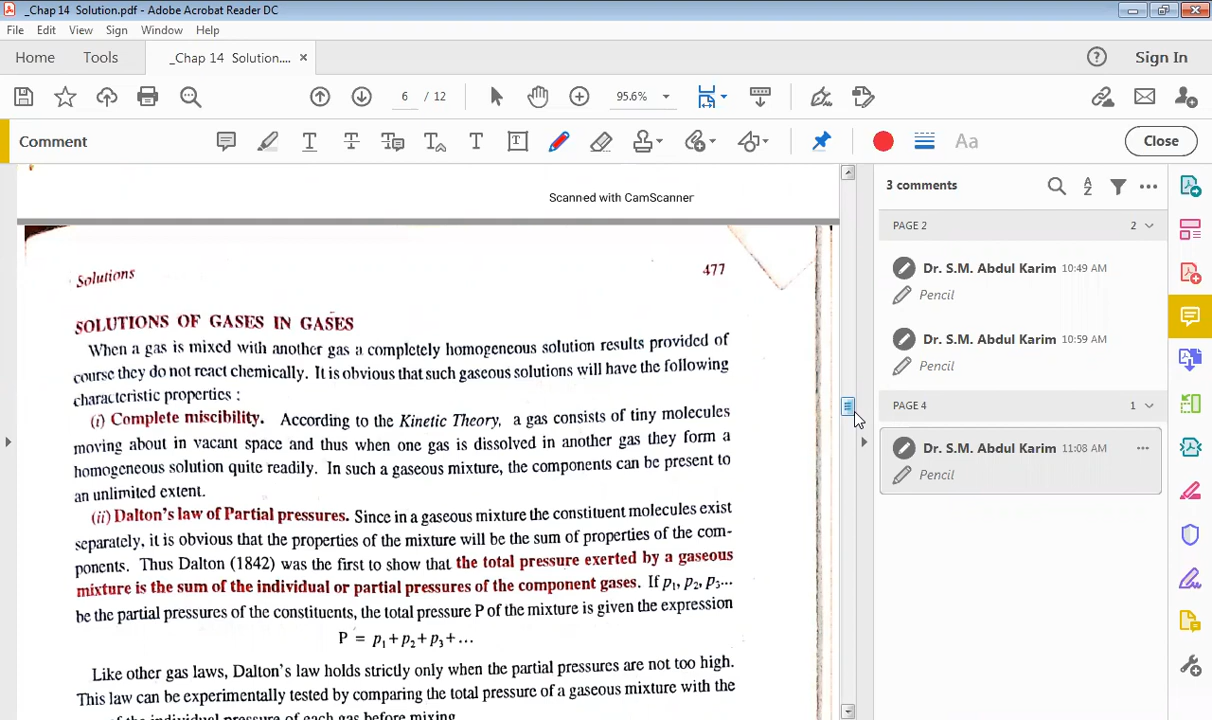 _Chap 14  Solution.pdf - Adobe Acrobat Reader DC
File Edit View Sign Window Help
Home Tools _Chap 14  Solution.... × Sign In
6 / 12 95.6%
Comment Close
Scanned with CamScanner
Solutions 477
SOLUTIONS OF GASES IN GASES
When a gas is mixed with another gas a completely homogeneous solution results provided of
course they do not react chemically. It is obvious that such gaseous solutions will have the following
characteristic properties :
(i) Complete miscibility. According to the Kinetic Theory, a gas consists of tiny molecules
moving about in vacant space and thus when one gas is dissolved in another gas they form a
homogeneous solution quite readily. In such a gaseous mixture, the components can be present to
an unlimited extent.
(ii) Dalton's law of Partial pressures. Since in a gaseous mixture the constituent molecules exist
separately, it is obvious that the properties of the mixture will be the sum of properties of the com-
ponents. Thus Dalton (1842) was the first to show that the total pressure exerted by a gaseous
mixture is the sum of the individual or partial pressures of the component gases. If p₁, p₂, p₃...
be the partial pressures of the constituents, the total pressure P of the mixture is given the expression
P = p₁+p₂+p₃+...
Like other gas laws, Dalton's law holds strictly only when the partial pressures are not too high.
This law can be experimentally tested by comparing the total pressure of a gaseous mixture with the
of the individual pressure of each gas before mixing.
3 comments
PAGE 2 2
Dr. S.M. Abdul Karim 10:49 AM
Pencil
Dr. S.M. Abdul Karim 10:59 AM
Pencil
PAGE 4 1
Dr. S.M. Abdul Karim 11:08 AM
Pencil